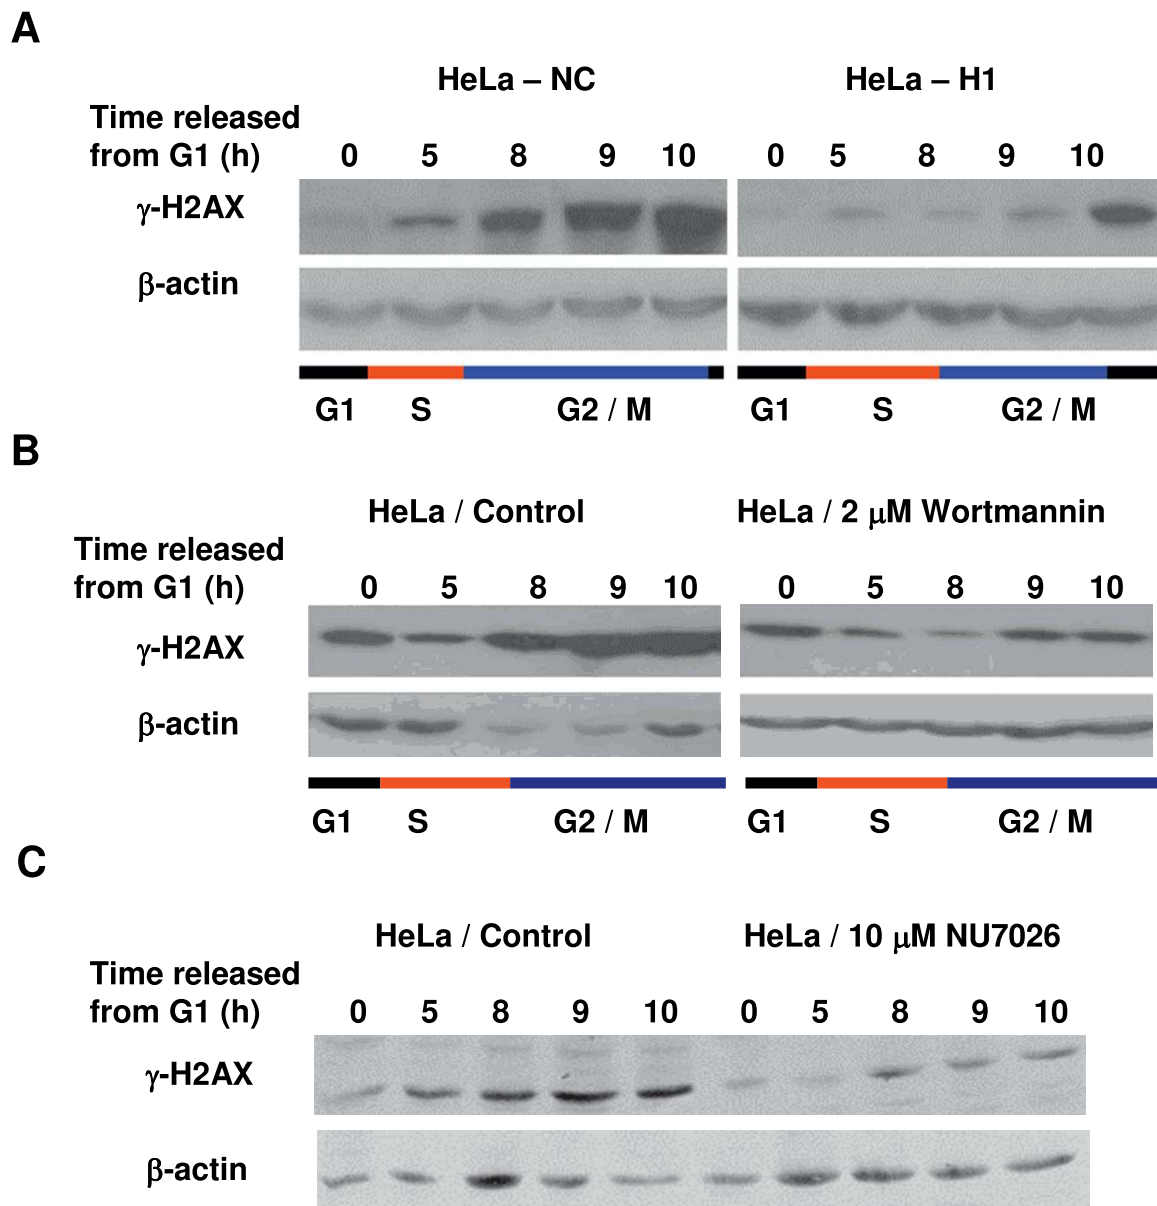 A
HeLa – NC
HeLa – H1
Time released
from G1 (h)
0 5 8 9 10
0 5 8 9 10
γ-H2AX
β-actin
G1 S G2 / M
G1 S G2 / M
B
HeLa / Control
HeLa / 2 μM Wortmannin
Time released
from G1 (h)
0 5 8 9 10
0 5 8 9 10
γ-H2AX
β-actin
G1 S G2 / M
G1 S G2 / M
C
HeLa / Control
HeLa / 10 μM NU7026
Time released
from G1 (h)
0 5 8 9 10 0 5 8 9 10
γ-H2AX
β-actin